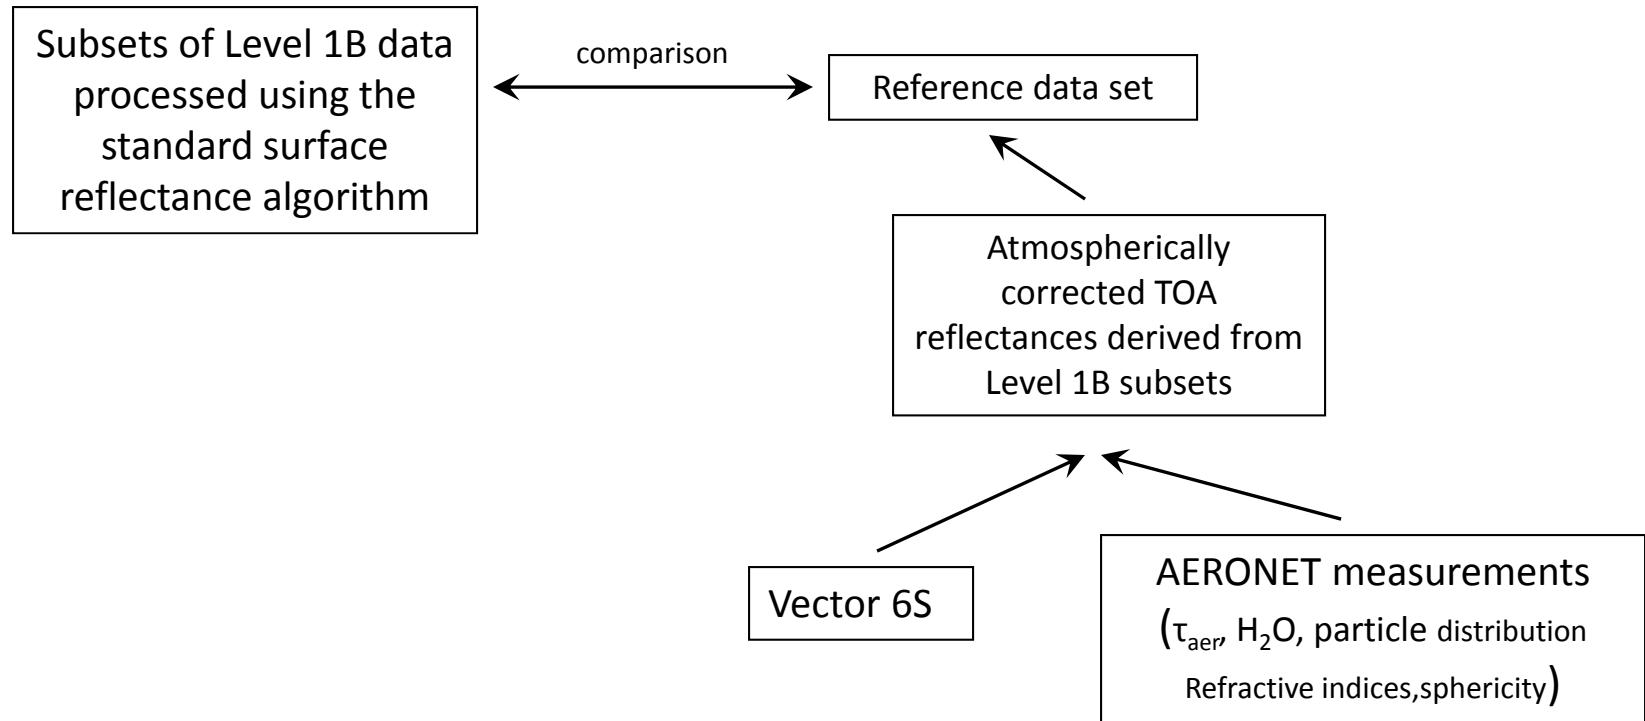 Subsets of Level 1B data
processed using the
standard surface
reflectance algorithm
comparison
Reference data set
Atmospherically
corrected TOA
reflectances derived from
Level 1B subsets
Vector 6S
AERONET measurements
(τaer, H2O, particle distribution
Refractive indices,sphericity)